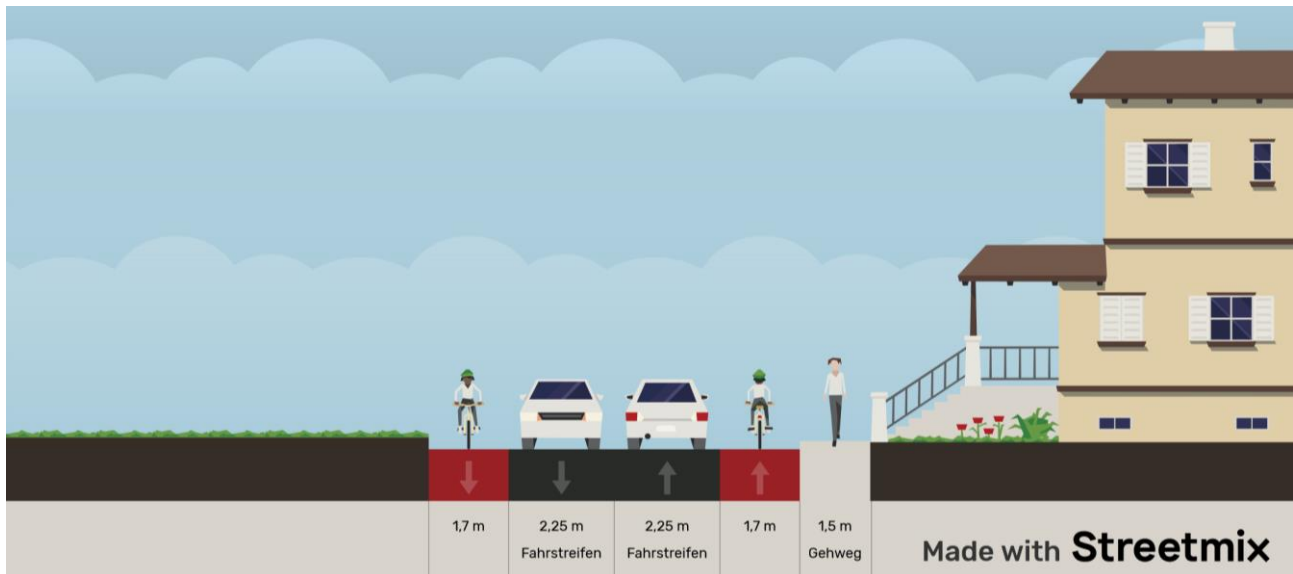 1,7 m
2,25 m
Fahrstreifen
2,25 m
Fahrstreifen
1,7 m
1,5 m
Gehweg
Made with Streetmix